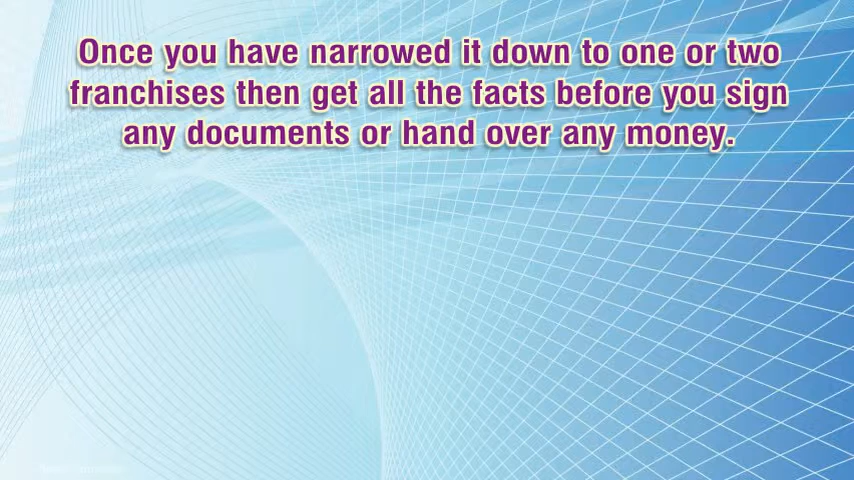 Once you have narrowed it down to one or two
franchises then get all the facts before you sign
any documents or hand over any money.